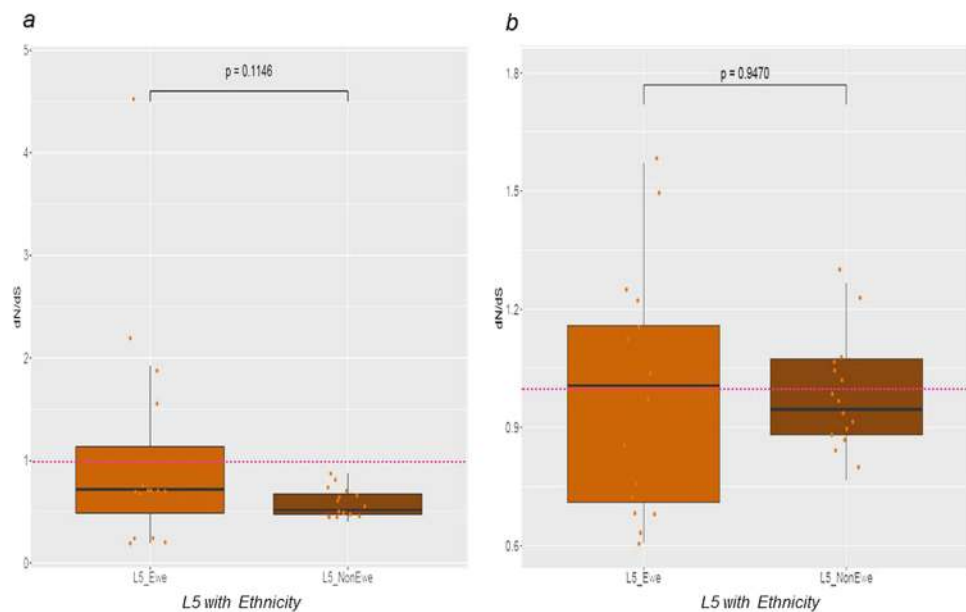 a
p = 0.1146
5
4
3
2
1
0
dN/dS
L5_Ewe
L5_NonEwe
L5 with Ethnicity
b
p = 0.9470
1.8
1.5
1.2
0.9
0.6
dN/dS
L5_Ewe
L5_NonEwe
L5 with Ethnicity